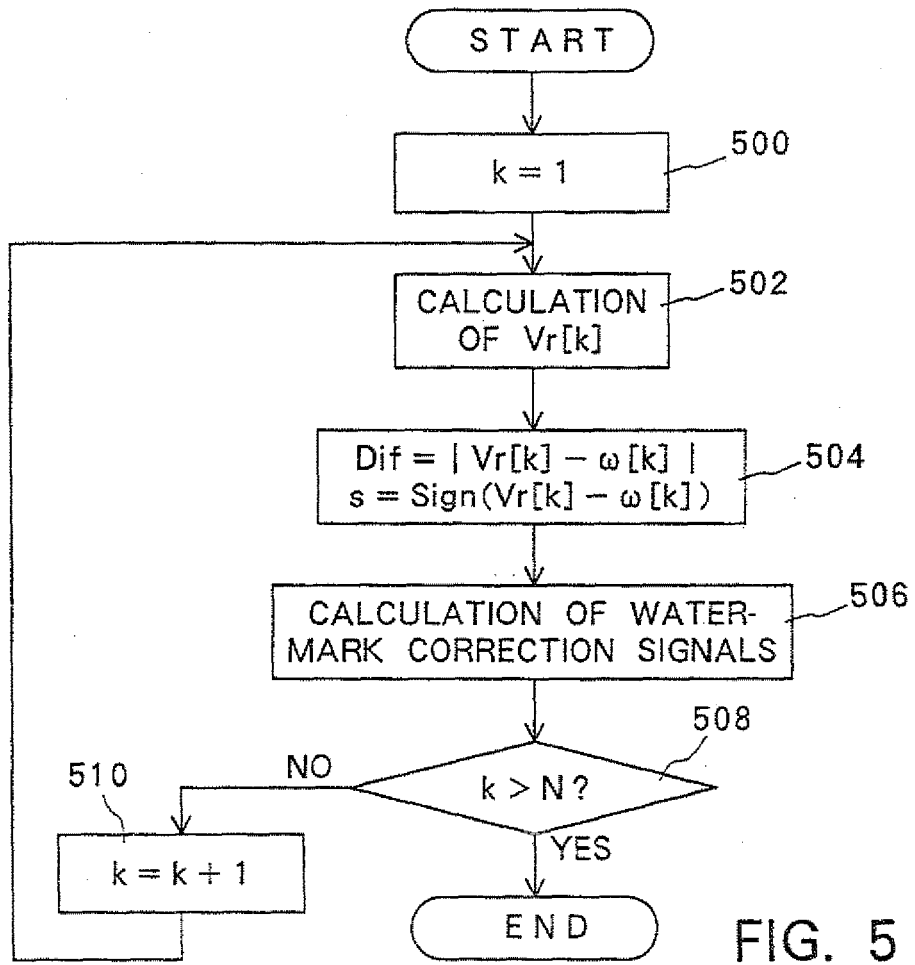 START
k = 1
500
CALCULATION
OF Vr[k]
502
Dif = | Vr[k] − ω[k] |
s = Sign(Vr[k] − ω[k])
504
CALCULATION OF WATER-
MARK CORRECTION SIGNALS
506
k > N?
508
NO
YES
510
k = k + 1
END
FIG. 5